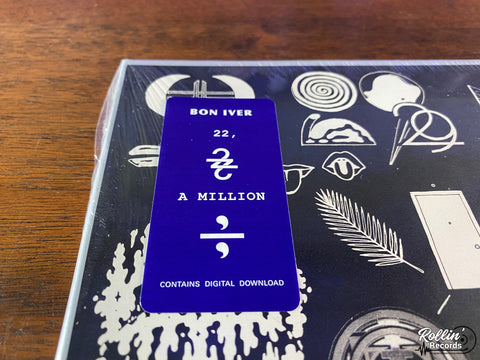 BON IVER
22,
A MILLION
CONTAINS DIGITAL DOWNLOAD
Rollin'
Records